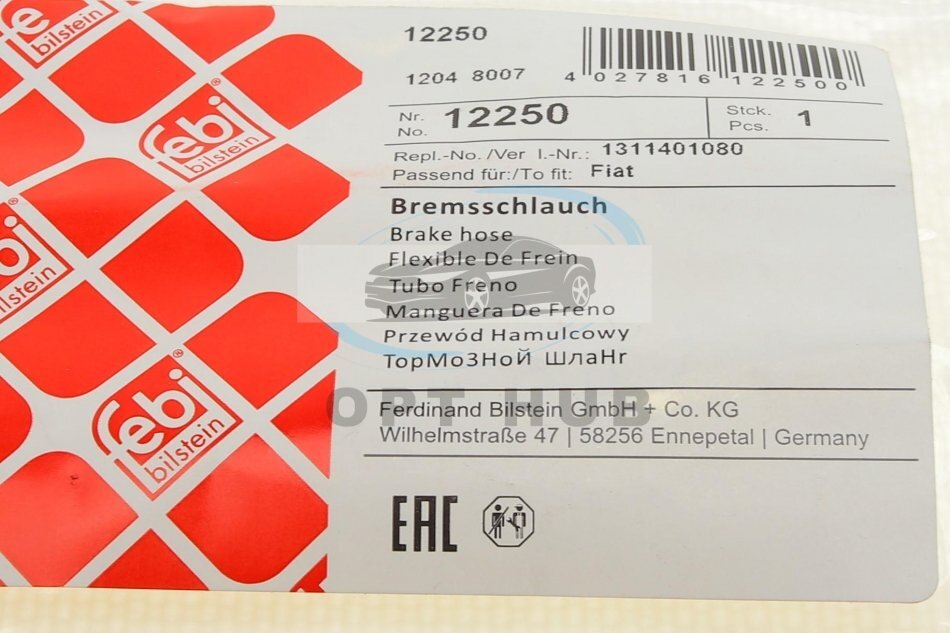 febi
bilstein
12250
1204 8007
4 027816 122500
Nr.
No. 12250
Stck.
Pcs. 1
Repl.-No./Ver l.-Nr.: 1311401080
Passend für:/To fit: Fiat
febi®
bilstein
Bremsschlauch
Brake hose
Flexible De Frein
Tubo Freno
Manguera De Freno
Przewód Hamulcowy
ТорМоЗНоЙ ШлаНг
bi®
bilstein
febi®
bilstein
OPT HUB
Ferdinand Bilstein GmbH + Co. KG
Wilhelmstraße 47 | 58256 Ennepetal | Germany
EAC